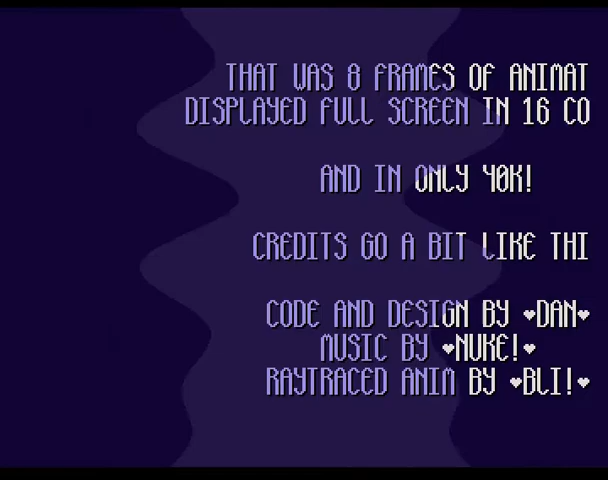 THAT WAS 8 FRAMES OF ANIMAT
DISPLAYED FULL SCREEN IN 16 CO
AND IN ONLY 40K!
CREDITS GO A BIT LIKE THI
CODE AND DESIGN BY ♥DAN♥
MUSIC BY ♥NUKE!♥
RAYTRACED ANIM BY ♥BLI!♥